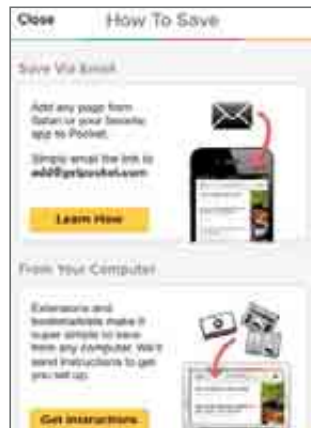 Close How To Save
Save Via Email
Add any page from
Safari or your favorite
app to Pocket.
Simply email the link to
add@getpocket.com
Learn How
From Your Computer
Extensions and
bookmarklets make it
super simple to save
from any computer. We'll
send instructions to get
you set up.
Get Instructions